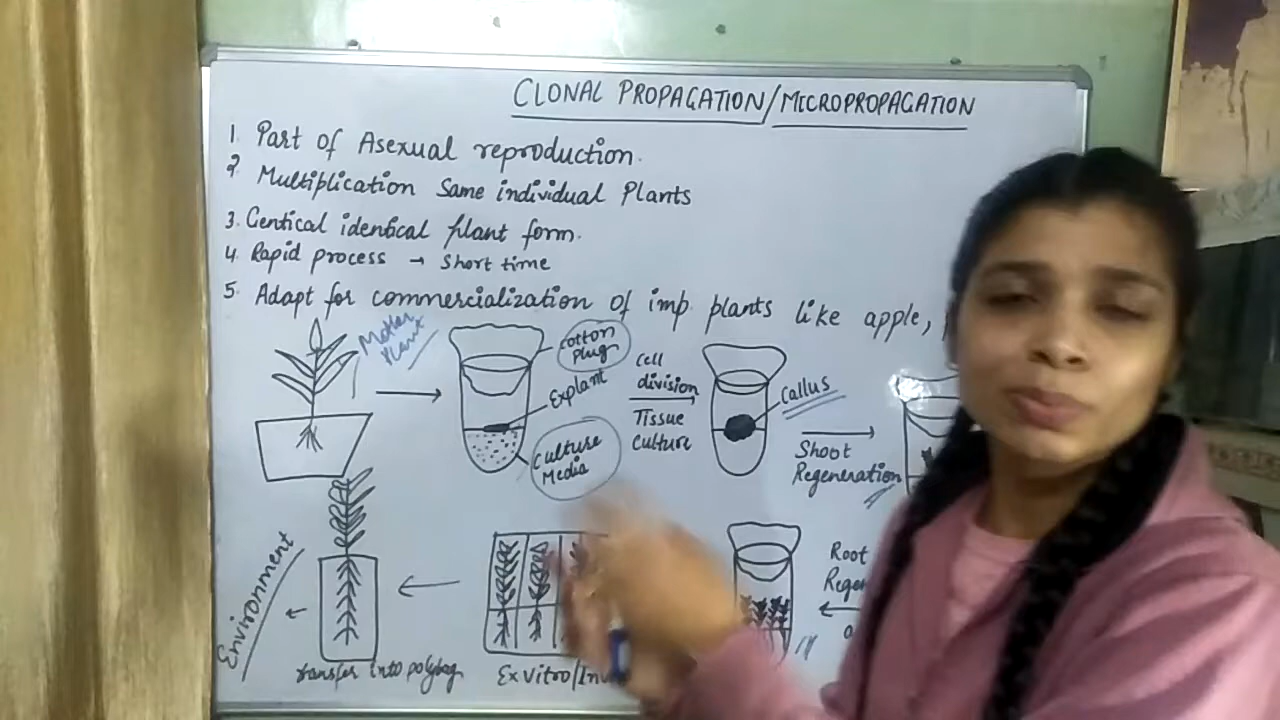 CLONAL PROPAGATION/MICROPROPAGATION
1. Part of Asexual reproduction.
2. Multiplication Same individual Plants
3. Gentical identical plant form.
4. Rapid process → Short time
5. Adapt for commercialization of imp. plants like apple,
Mother
Plant
Cotton
Plug
Explant
Culture
Media
Cell
division
Tissue
Culture
Callus
Shoot
Regeneration
Root
Environment
transfer into polybag
Ex vitro/